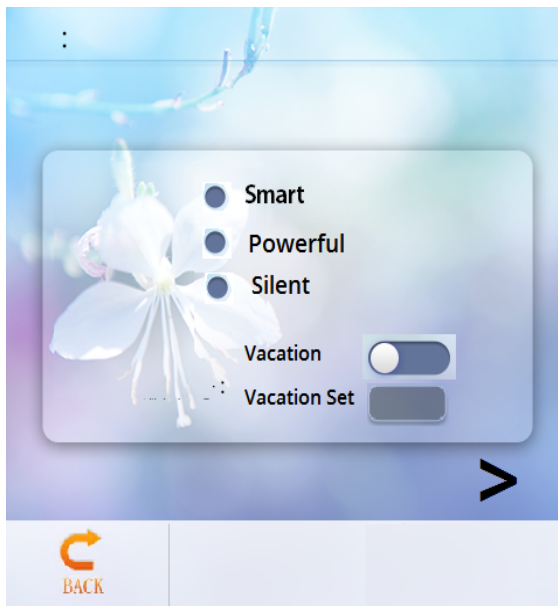 :
Smart
Powerful
Silent
Vacation
Vacation Set
>
BACK